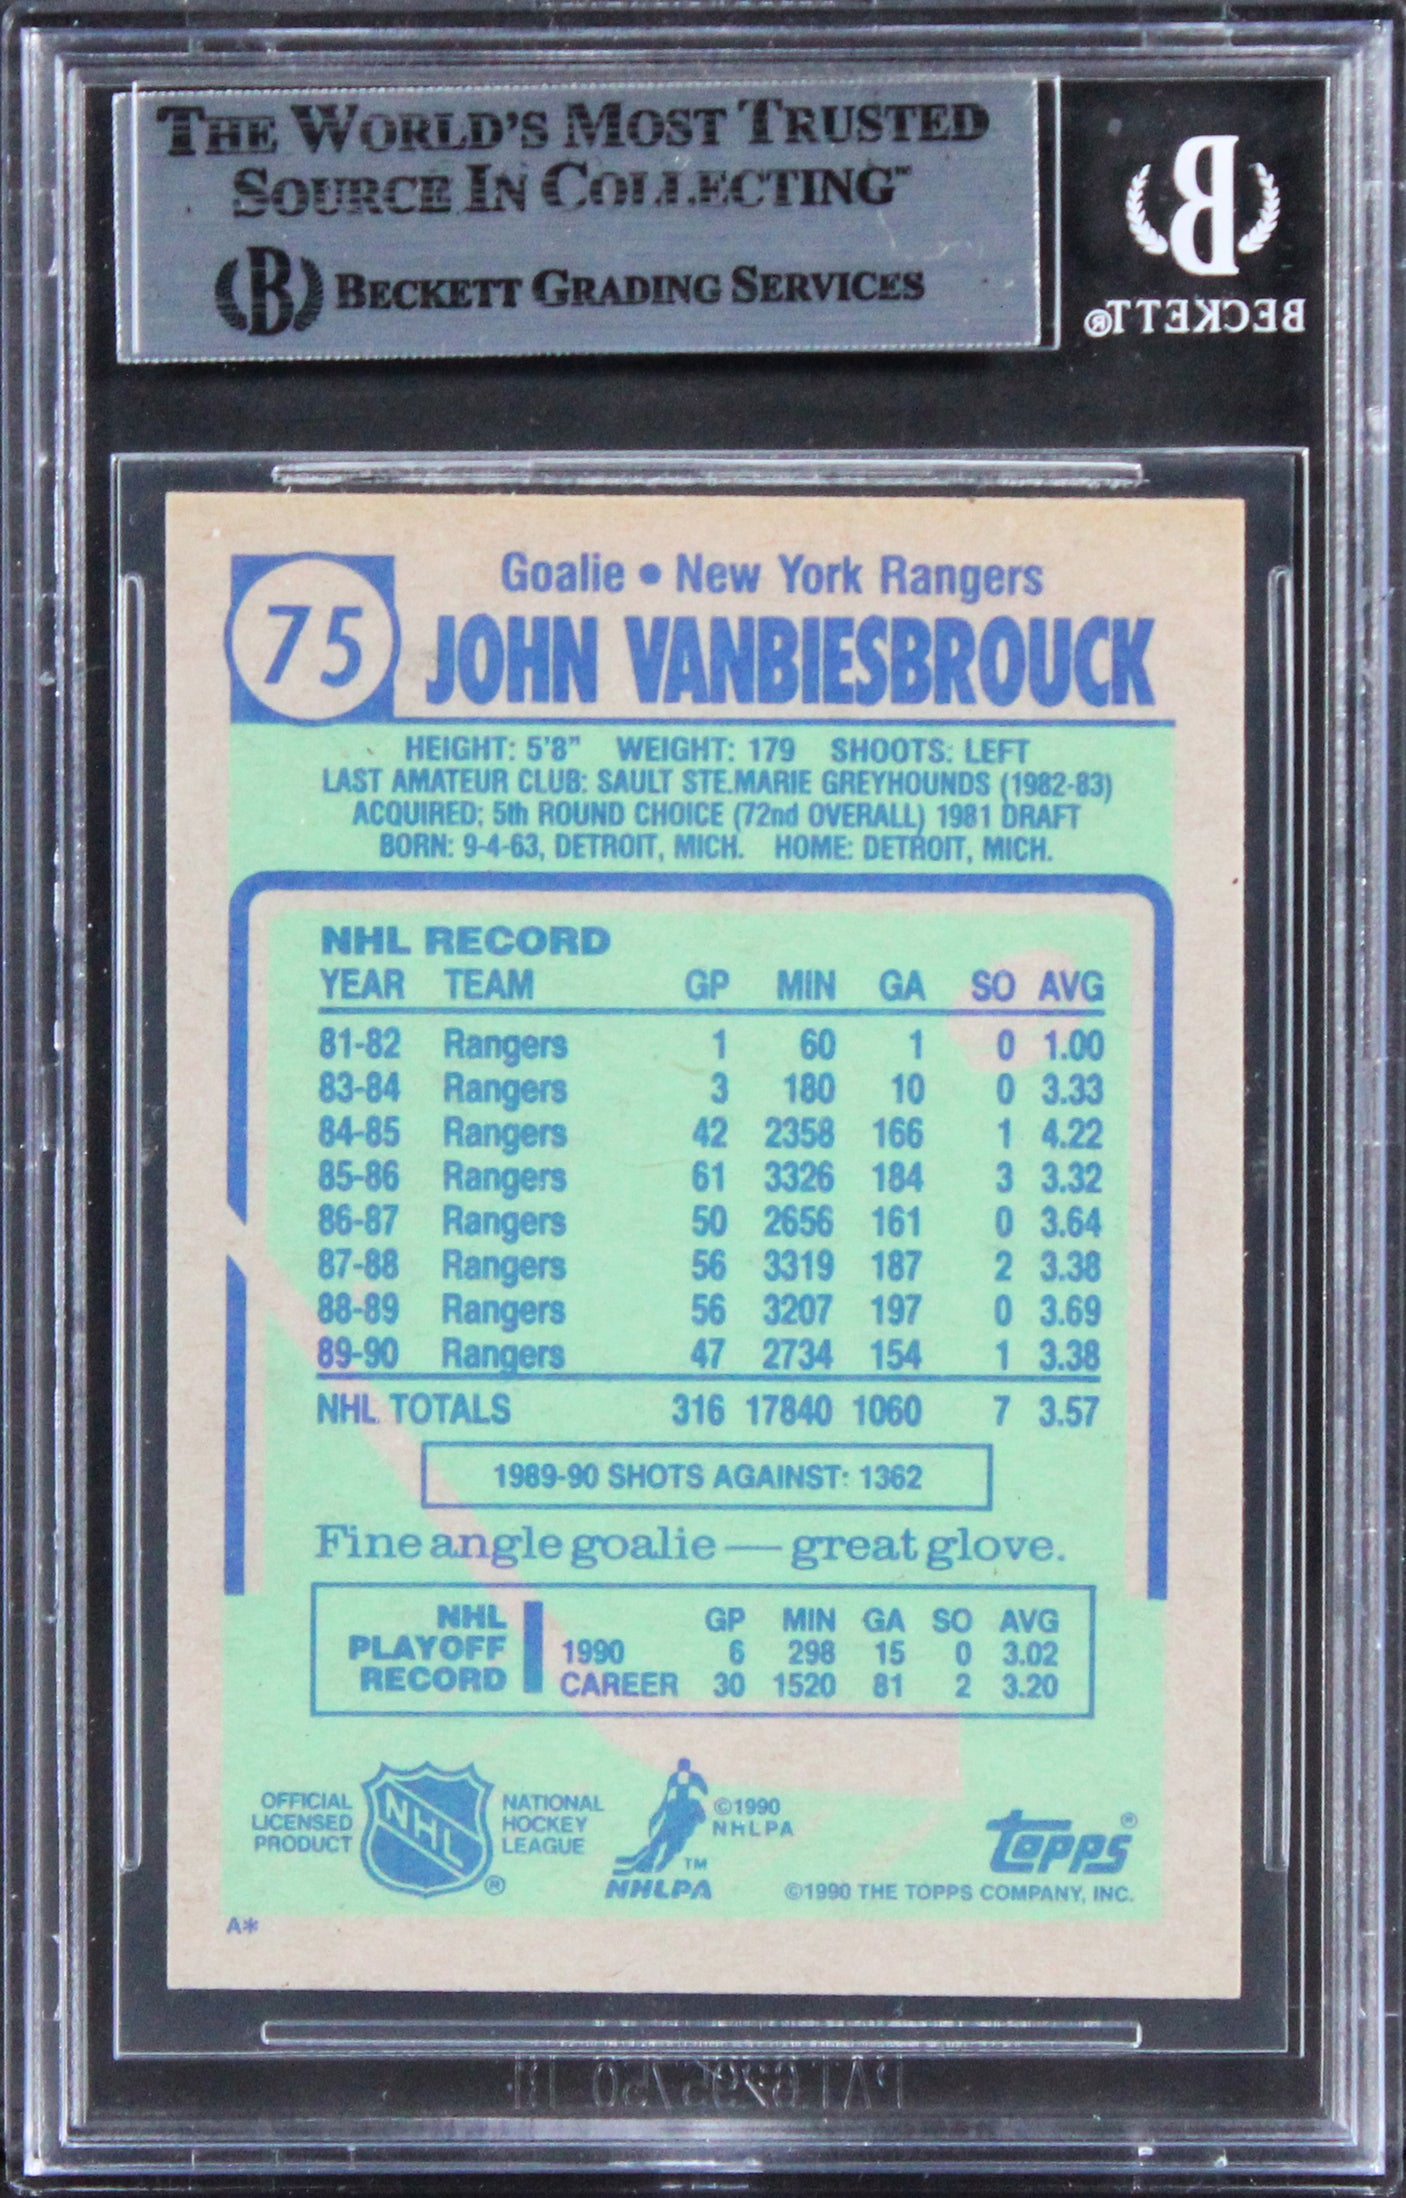 THE WORLD'S MOST TRUSTED
SOURCE IN COLLECTING™
B BECKETT GRADING SERVICES
B
BECKETT®
75
Goalie • New York Rangers
JOHN VANBIESBROUCK
HEIGHT: 5'8" WEIGHT: 179 SHOOTS: LEFT
LAST AMATEUR CLUB: SAULT STE.MARIE GREYHOUNDS (1982-83)
ACQUIRED; 5th ROUND CHOICE (72nd OVERALL) 1981 DRAFT
BORN: 9-4-63, DETROIT, MICH. HOME: DETROIT, MICH.
NHL RECORD
YEAR TEAM GP MIN GA SO AVG
81-82 Rangers 1 60 1 0 1.00
83-84 Rangers 3 180 10 0 3.33
84-85 Rangers 42 2358 166 1 4.22
85-86 Rangers 61 3326 184 3 3.32
86-87 Rangers 50 2656 161 0 3.64
87-88 Rangers 56 3319 187 2 3.38
88-89 Rangers 56 3207 197 0 3.69
89-90 Rangers 47 2734 154 1 3.38
NHL TOTALS 316 17840 1060 7 3.57
1989-90 SHOTS AGAINST: 1362
Fine angle goalie — great glove.
NHL PLAYOFF RECORD
GP MIN GA SO AVG
1990 6 298 15 0 3.02
CAREER 30 1520 81 2 3.20
OFFICIAL
LICENSED
PRODUCT
NHL
®
NATIONAL
HOCKEY
LEAGUE
©1990
NHLPA
™
NHLPA
topps®
©1990 THE TOPPS COMPANY, INC.
A*